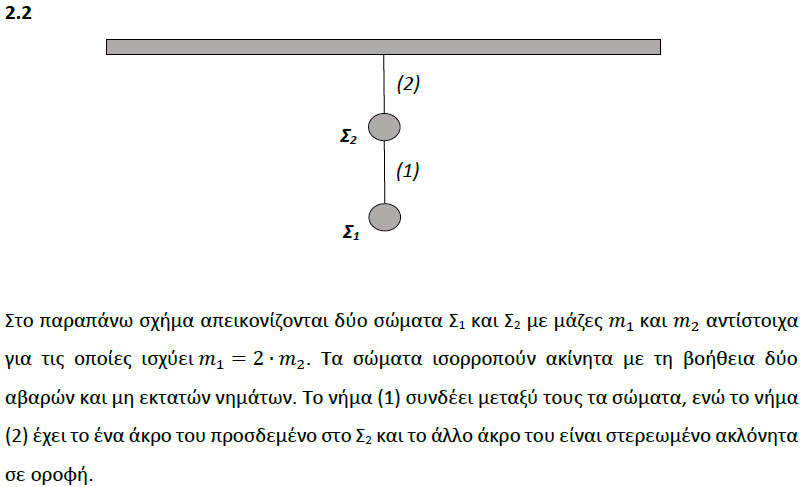 2.2
(2)
Σ₂
(1)
Σ₁
Στο παραπάνω σχήμα απεικονίζονται δύο σώματα Σ₁ και Σ₂ με μάζες 𝑚₁ και 𝑚₂ αντίστοιχα
για τις οποίες ισχύει 𝑚₁ = 2 · 𝑚₂. Τα σώματα ισορροπούν ακίνητα με τη βοήθεια δύο
αβαρών και μη εκτατών νημάτων. Το νήμα (1) συνδέει μεταξύ τους τα σώματα, ενώ το νήμα
(2) έχει το ένα άκρο του προσδεμένο στο Σ₂ και το άλλο άκρο του είναι στερεωμένο ακλόνητα
σε οροφή.